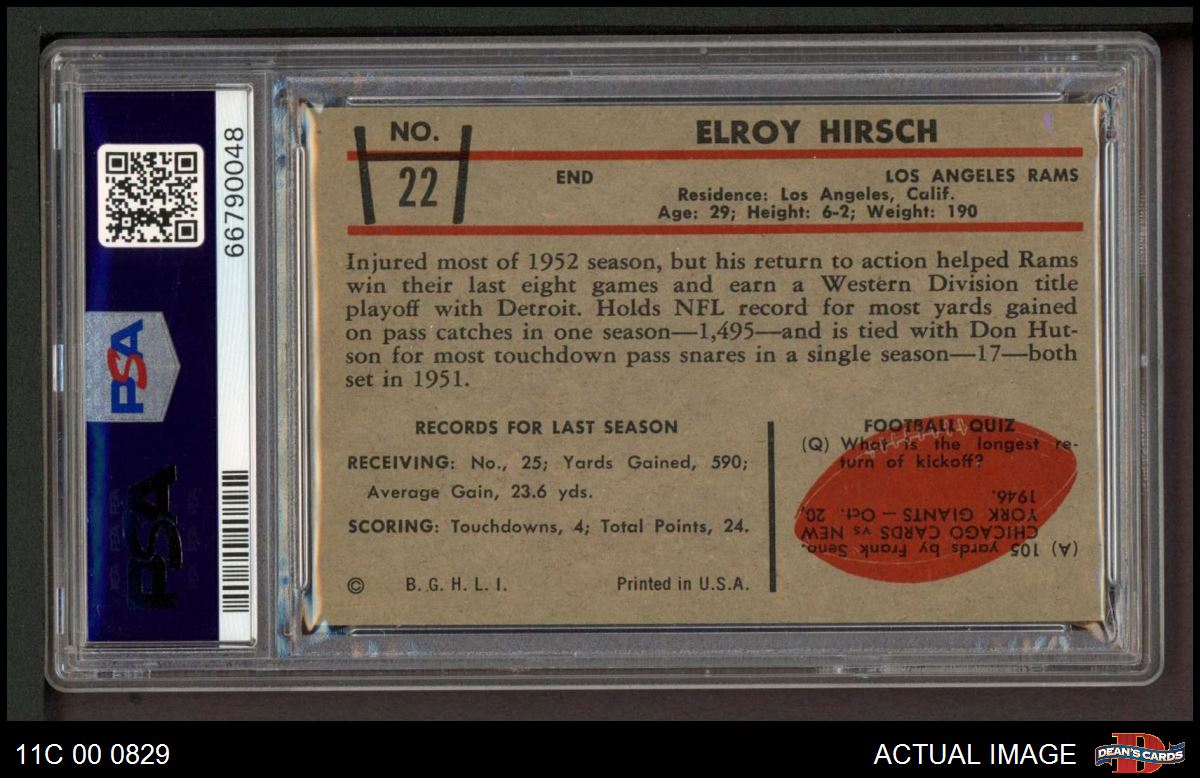 66790048
PSA
PSA
NO.
22
ELROY HIRSCH
END
LOS ANGELES RAMS
Residence: Los Angeles, Calif.
Age: 29; Height: 6-2; Weight: 190
Injured most of 1952 season, but his return to action helped Rams
win their last eight games and earn a Western Division title
playoff with Detroit. Holds NFL record for most yards gained
on pass catches in one season—1,495—and is tied with Don Hut-
son for most touchdown pass snares in a single season—17—both
set in 1951.
RECORDS FOR LAST SEASON
RECEIVING: No., 25; Yards Gained, 590;
Average Gain, 23.6 yds.
SCORING: Touchdowns, 4; Total Points, 24.
© B. G. H. L. I.
Printed in U.S.A.
FOOTBALL QUIZ
(Q) What is the longest re-
turn of kickoff?
(A) 105 yards by Frank Seno.
CHICAGO CARDS vs NEW
YORK GIANTS — Oct. 20,
1946.
11C 00 0829
ACTUAL IMAGE
DEAN'S CARDS